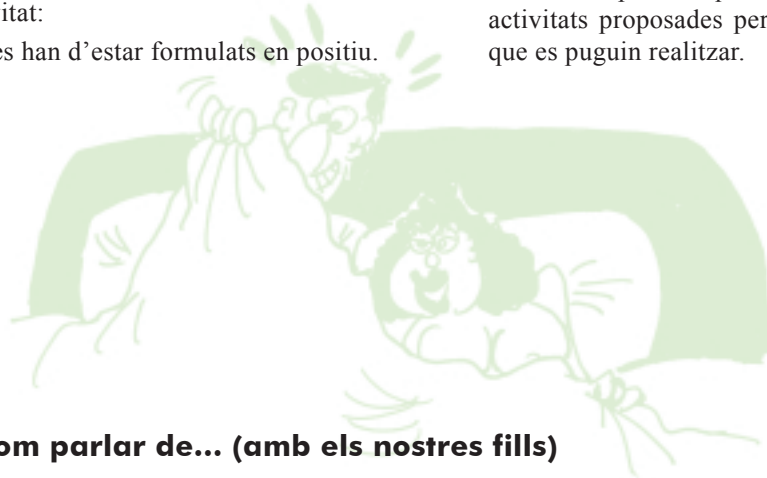 vitat:
es han d’estar formulats en positiu.
activitats proposades per
que es puguin realitzar.
om parlar de... (amb els nostres fills)